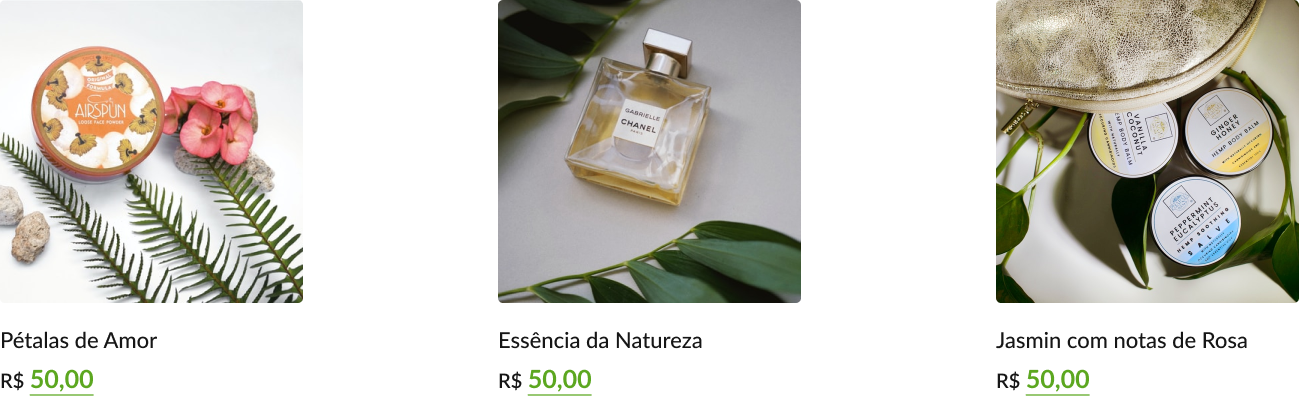 ORIGINAL
FORMULA
Coty
AIRSPUN
LOOSE FACE POWDER
GABRIELLE
CHANEL
PARIS
VANILLA
COCONUT
HEMP BODY BALM
GINGER
HONEY
HEMP BODY BALM
PEPPERMINT
EUCALYPTUS
HEMP SOOTHING
SALVE
Pétalas de Amor
Essência da Natureza
Jasmin com notas de Rosa
R$ 50,00
R$ 50,00
R$ 50,00